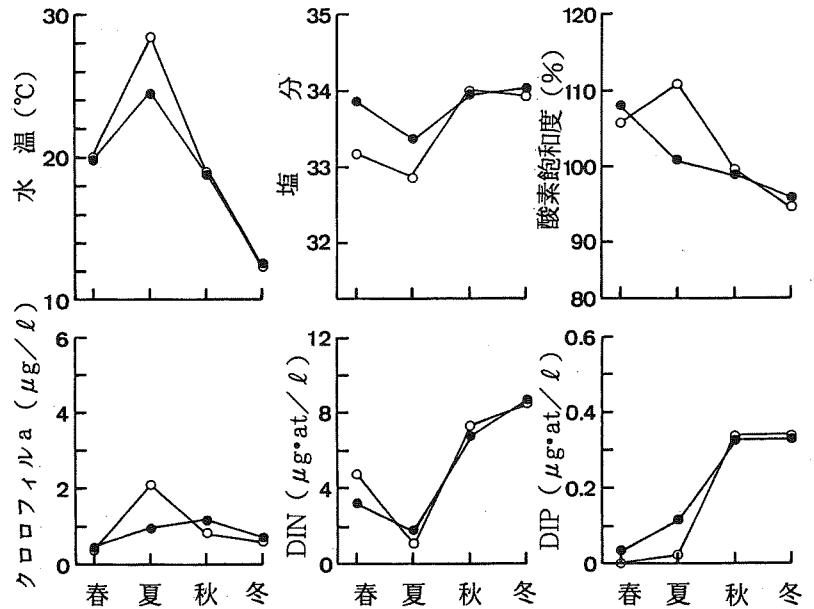 水温 (℃)
30
20
10
塩分
35
34
33
32
酸素飽和度 (%)
120
110
100
90
80
クロロフィルa (μg/ℓ)
6
4
2
0
春 夏 秋 冬
DIN (μg•at/ℓ)
12
8
4
0
春 夏 秋 冬
DIP (μg•at/ℓ)
0.6
0.4
0.2
0
春 夏 秋 冬